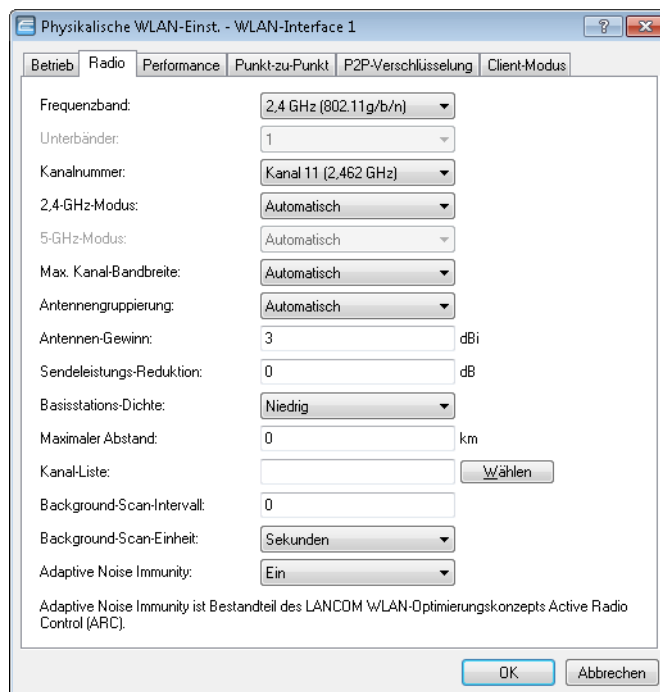 Physikalische WLAN-Einst. - WLAN-Interface 1
Betrieb Radio Performance Punkt-zu-Punkt P2P-Verschlüsselung Client-Modus
Frequenzband: 2,4 GHz (802.11g/b/n)
Unterbänder: 1
Kanalnummer: Kanal 11 (2,462 GHz)
2,4-GHz-Modus: Automatisch
5-GHz-Modus: Automatisch
Max. Kanal-Bandbreite: Automatisch
Antennengruppierung: Automatisch
Antennen-Gewinn: 3 dBi
Sendeleistungs-Reduktion: 0 dB
Basisstations-Dichte: Niedrig
Maximaler Abstand: 0 km
Kanal-Liste: Wählen
Background-Scan-Intervall: 0
Background-Scan-Einheit: Sekunden
Adaptive Noise Immunity: Ein
Adaptive Noise Immunity ist Bestandteil des LANCOM WLAN-Optimierungskonzepts Active Radio
Control (ARC).
OK Abbrechen